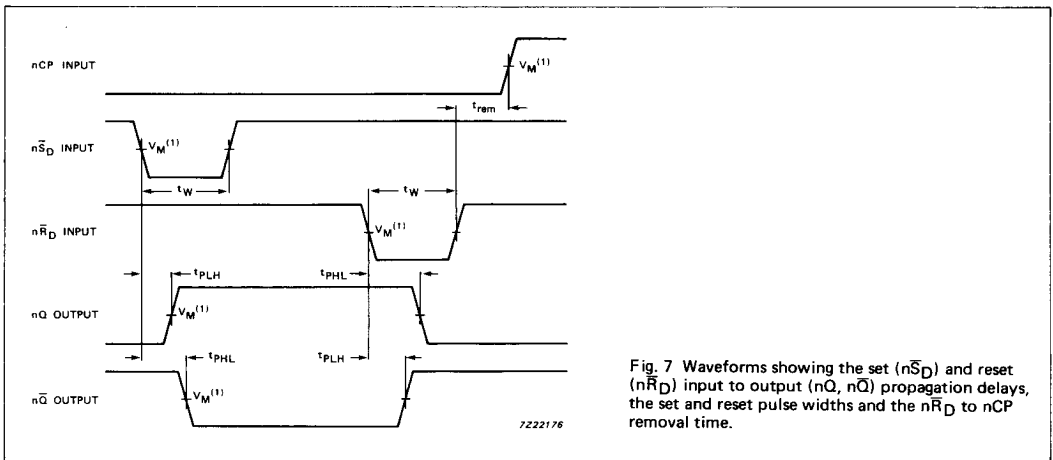 nCP INPUT
V_M(1)
t_rem
nS̅_D INPUT
V_M(1)
t_W
t_W
nR̅_D INPUT
V_M(1)
t_PLH
t_PHL
nQ OUTPUT
V_M(1)
t_PHL
t_PLH
nQ̅ OUTPUT
V_M(1)
7Z22176
Fig. 7 Waveforms showing the set (nS̅_D) and reset
(nR̅_D) input to output (nQ, nQ̅) propagation delays,
the set and reset pulse widths and the nR̅_D to nCP
removal time.